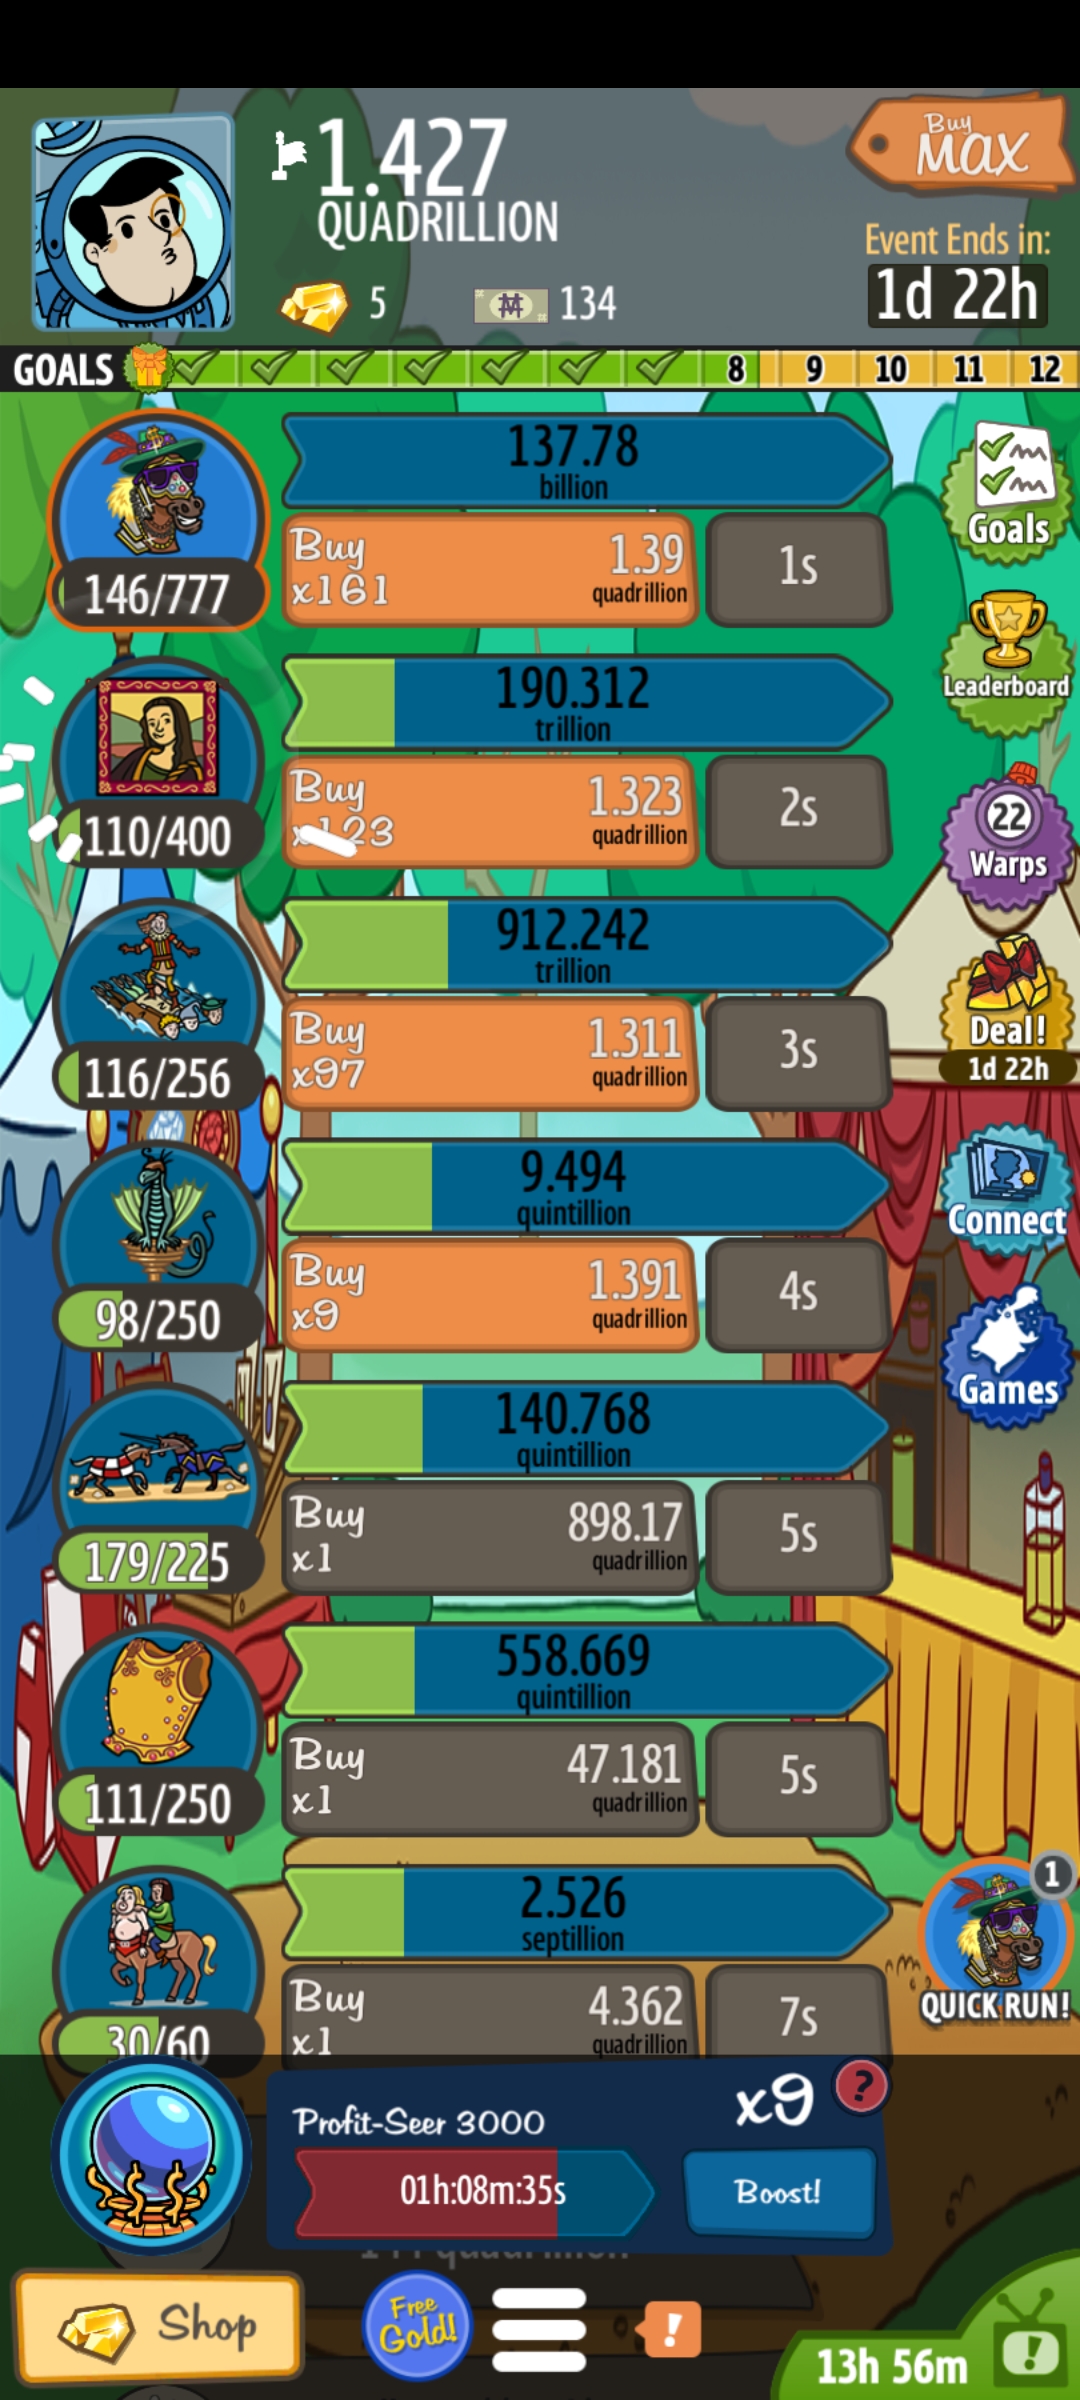 1.427
QUADRILLION
Buy
MAX
5
134
Event Ends in:
1d 22h
GOALS
8 9 10 11 12
137.78
billion
146/777
Buy
x161
1.39
quadrillion
1s
Goals
190.312
trillion
110/400
Buy
x123
1.323
quadrillion
2s
Leaderboard
22
Warps
912.242
trillion
116/256
Buy
x97
1.311
quadrillion
3s
Deal!
1d 22h
9.494
quintillion
98/250
Buy
x9
1.391
quadrillion
4s
Connect
Games
140.768
quintillion
179/225
Buy
x1
898.17
quadrillion
5s
558.669
quintillion
111/250
Buy
x1
47.181
quadrillion
5s
2.526
septillion
30/60
Buy
x1
4.362
quadrillion
7s
1
QUICK RUN!
Profit-Seer 3000
x9
?
01h:08m:35s
Boost!
Shop
Free
Gold!
!
13h 56m
!